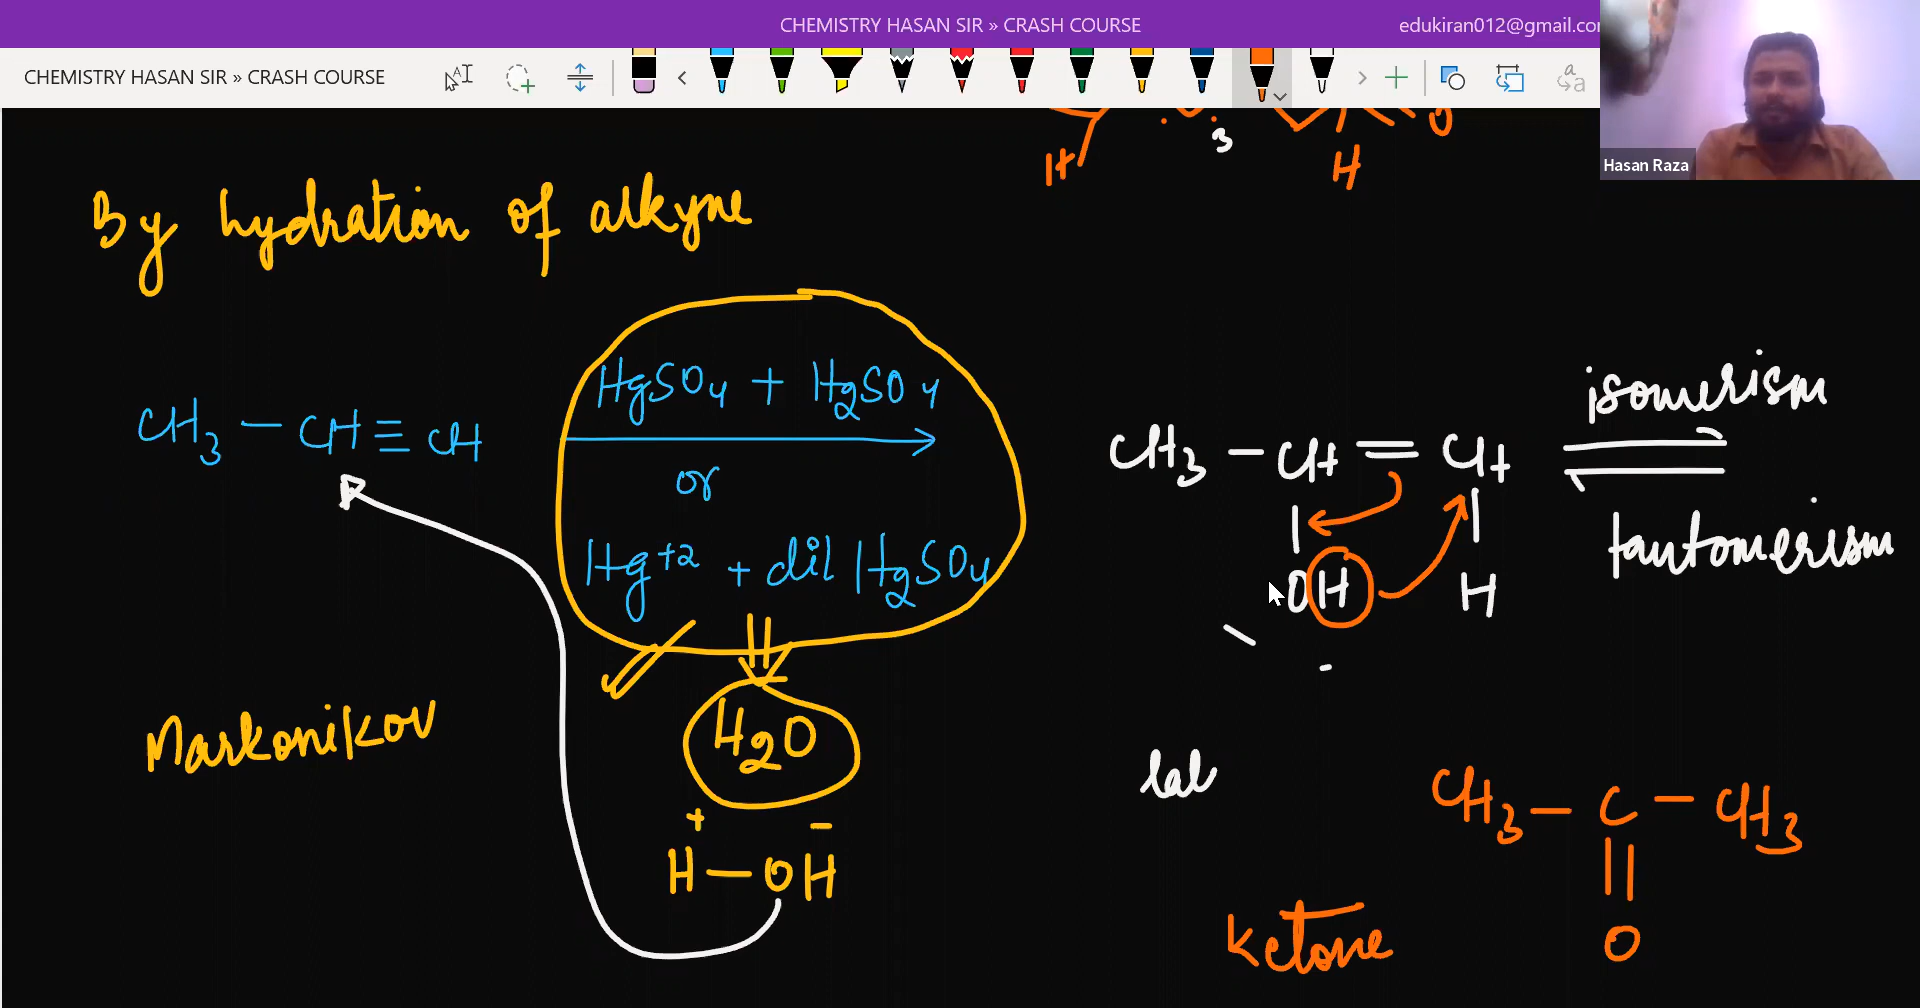 CHEMISTRY HASAN SIR » CRASH COURSE
edukiran012@gmail.co
CHEMISTRY HASAN SIR » CRASH COURSE
Hasan Raza
H
3
H
O
By hydration of alkyne
HgSO4 + H2SO4
CH3 — CH ≡ CH
or
Hg+2 + dil H2SO4
isomerism
CH3 — CH = CH
OH
H
tautomerism
Markonikov
H2O
+ −
H — OH
CH3 — C — CH3
O
Ketone